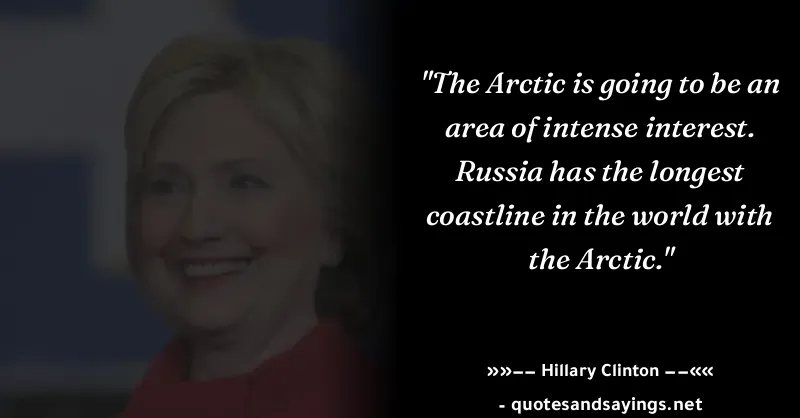 "The Arctic is going to be an
area of intense interest.
Russia has the longest
coastline in the world with
the Arctic."
»»−− Hillary Clinton −−««
- quotesandsayings.net